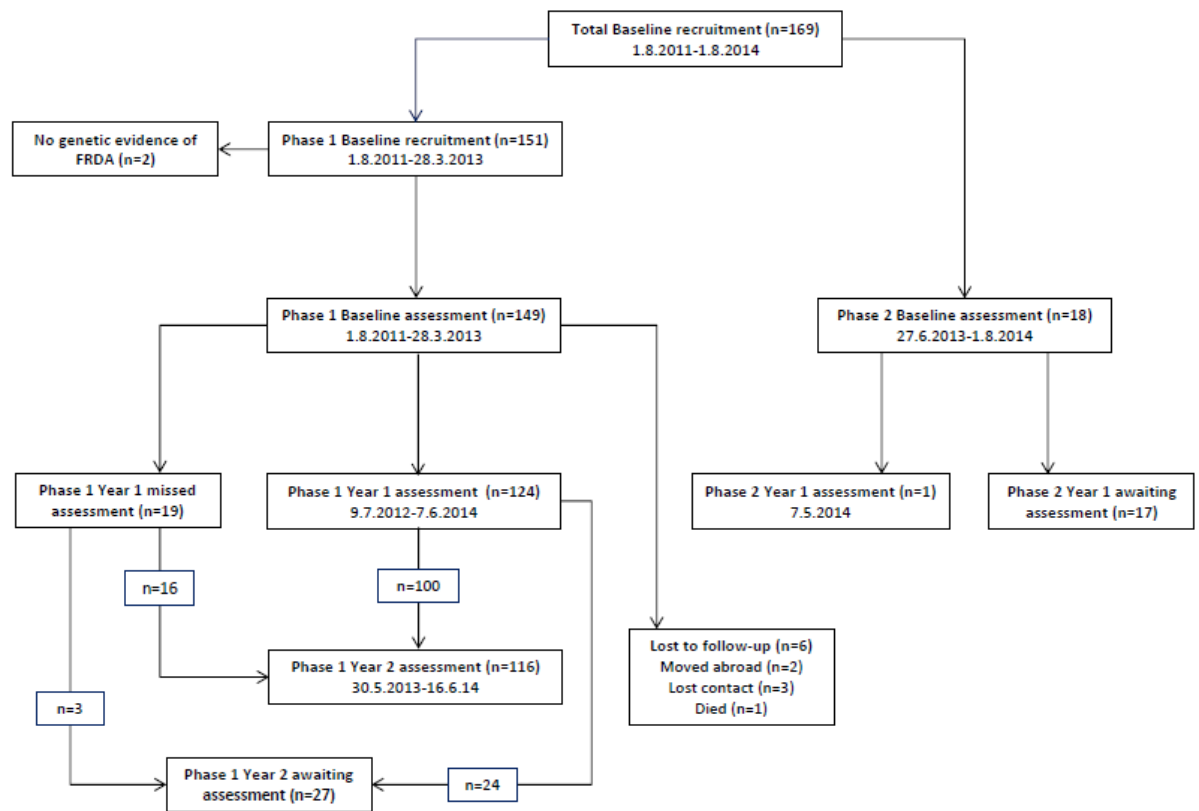 Total Baseline recruitment (n=169)
1.8.2011-1.8.2014
No genetic evidence of
FRDA (n=2)
Phase 1 Baseline recruitment (n=151)
1.8.2011-28.3.2013
Phase 1 Baseline assessment (n=149)
1.8.2011-28.3.2013
Phase 2 Baseline assessment (n=18)
27.6.2013-1.8.2014
Phase 1 Year 1 missed
assessment (n=19)
Phase 1 Year 1 assessment (n=124)
9.7.2012-7.6.2014
Phase 2 Year 1 assessment (n=1)
7.5.2014
Phase 2 Year 1 awaiting
assessment (n=17)
n=16
n=100
Phase 1 Year 2 assessment (n=116)
30.5.2013-16.6.14
Lost to follow-up (n=6)
Moved abroad (n=2)
Lost contact (n=3)
Died (n=1)
n=3
Phase 1 Year 2 awaiting
assessment (n=27)
n=24